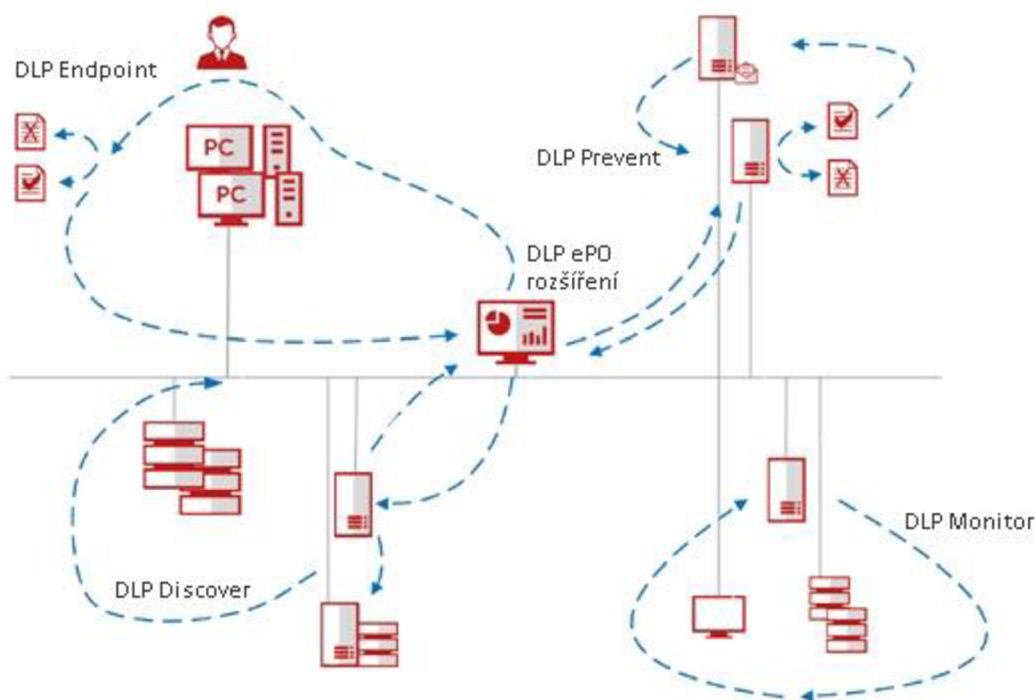 DLP Endpoint
PC
PC
DLP Prevent
DLP ePO
rozšíření
DLP Discover
DLP Monitor